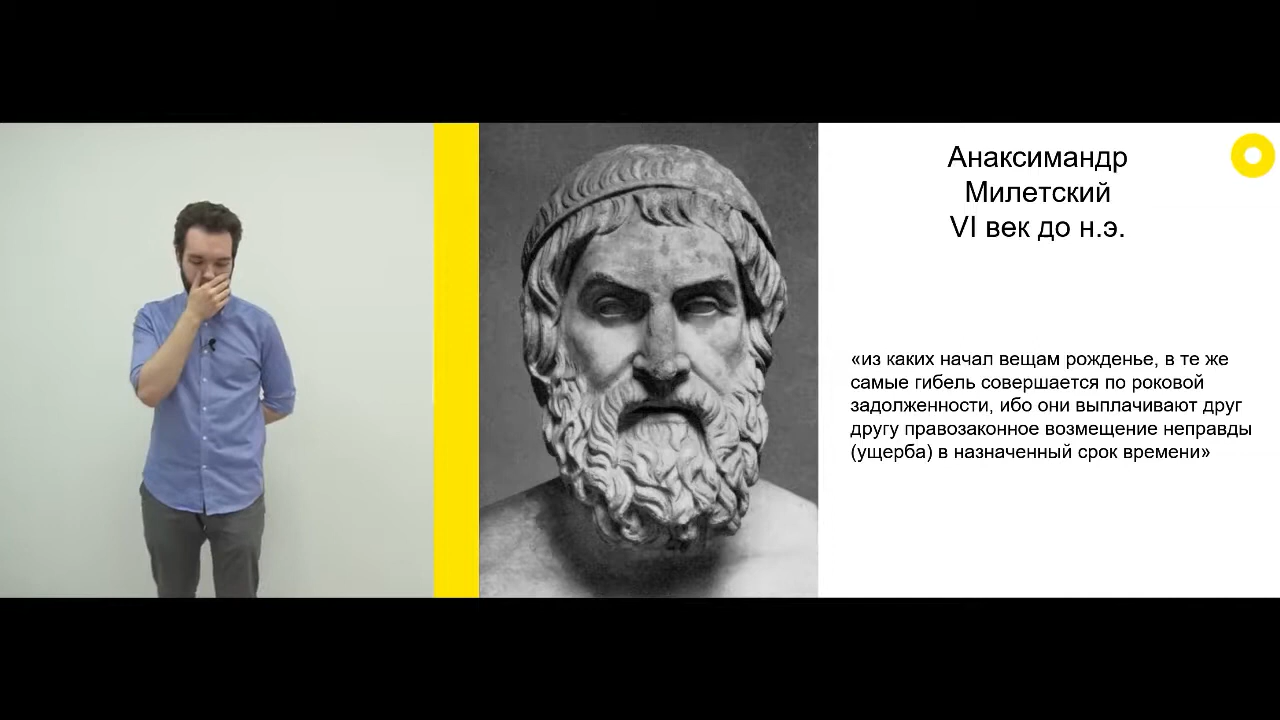 Анаксимандр
Милетский
VI век до н.э.
«из каких начал вещам рожденье, в те же
самые гибель совершается по роковой
задолженности, ибо они выплачивают друг
другу правозаконное возмещение неправды
(ущерба) в назначенный срок времени»